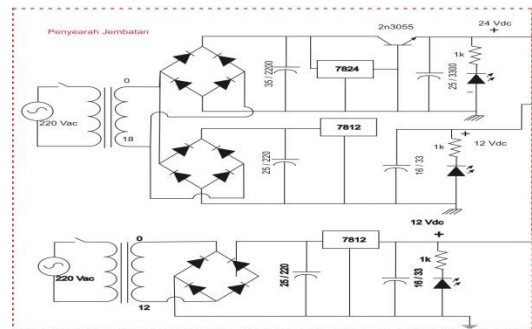 Penyearah Jembatan
2n3055
24 Vdc
+
0
35 / 2200
7824
25 / 3300
1k
-
220 Vac
18
7812
25 / 220
16 / 33
1k
+
12 Vdc
12 Vdc
+
0
7812
220 Vac
25 / 220
16 / 33
1k
12